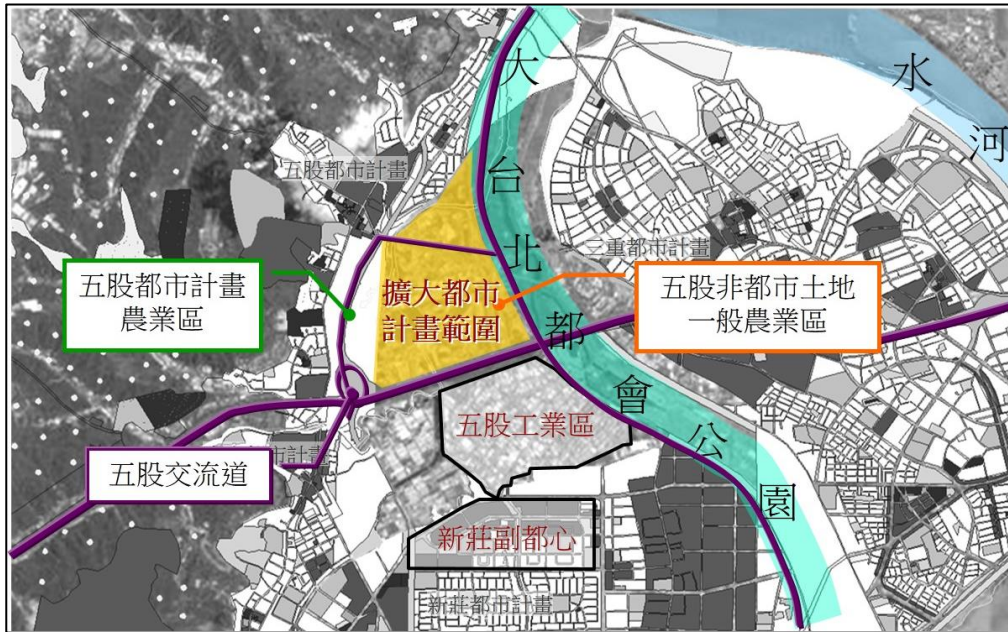 大台北都會公園
水河
五股都市計畫
三重都市計畫
五股都市計畫
農業區
擴大都市
計畫範圍
五股非都市土地
一般農業區
五股工業區
五股交流道
市計畫
新莊副都心
新莊都市計畫